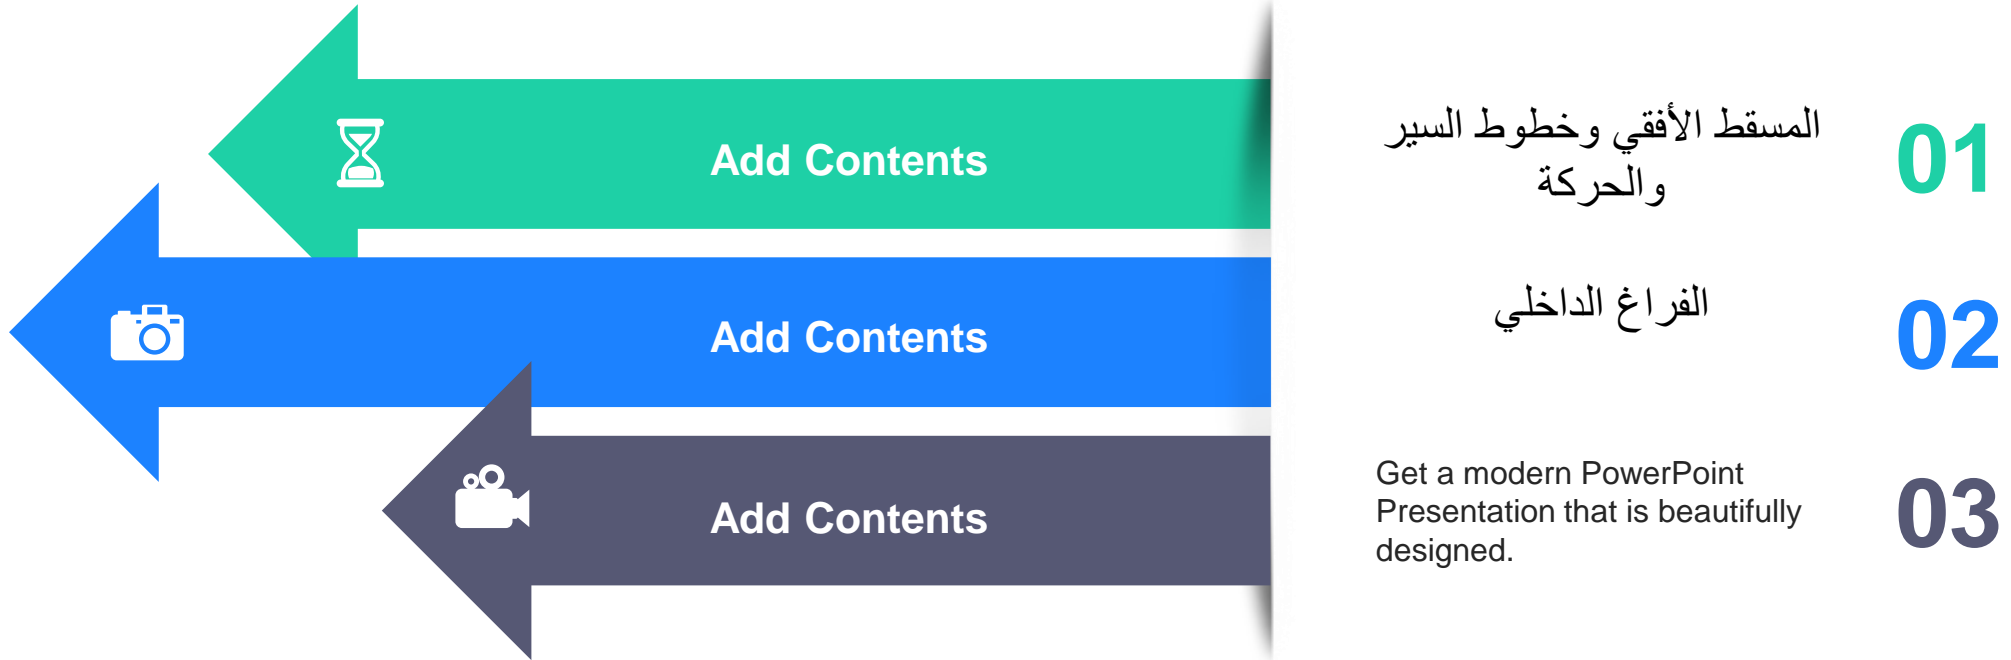 Add Contents
المسقط الأفقي وخطوط السير
والحركة
01
Add Contents
الفراغ الداخلي
02
Add Contents
Get a modern PowerPoint
Presentation that is beautifully
designed.
03